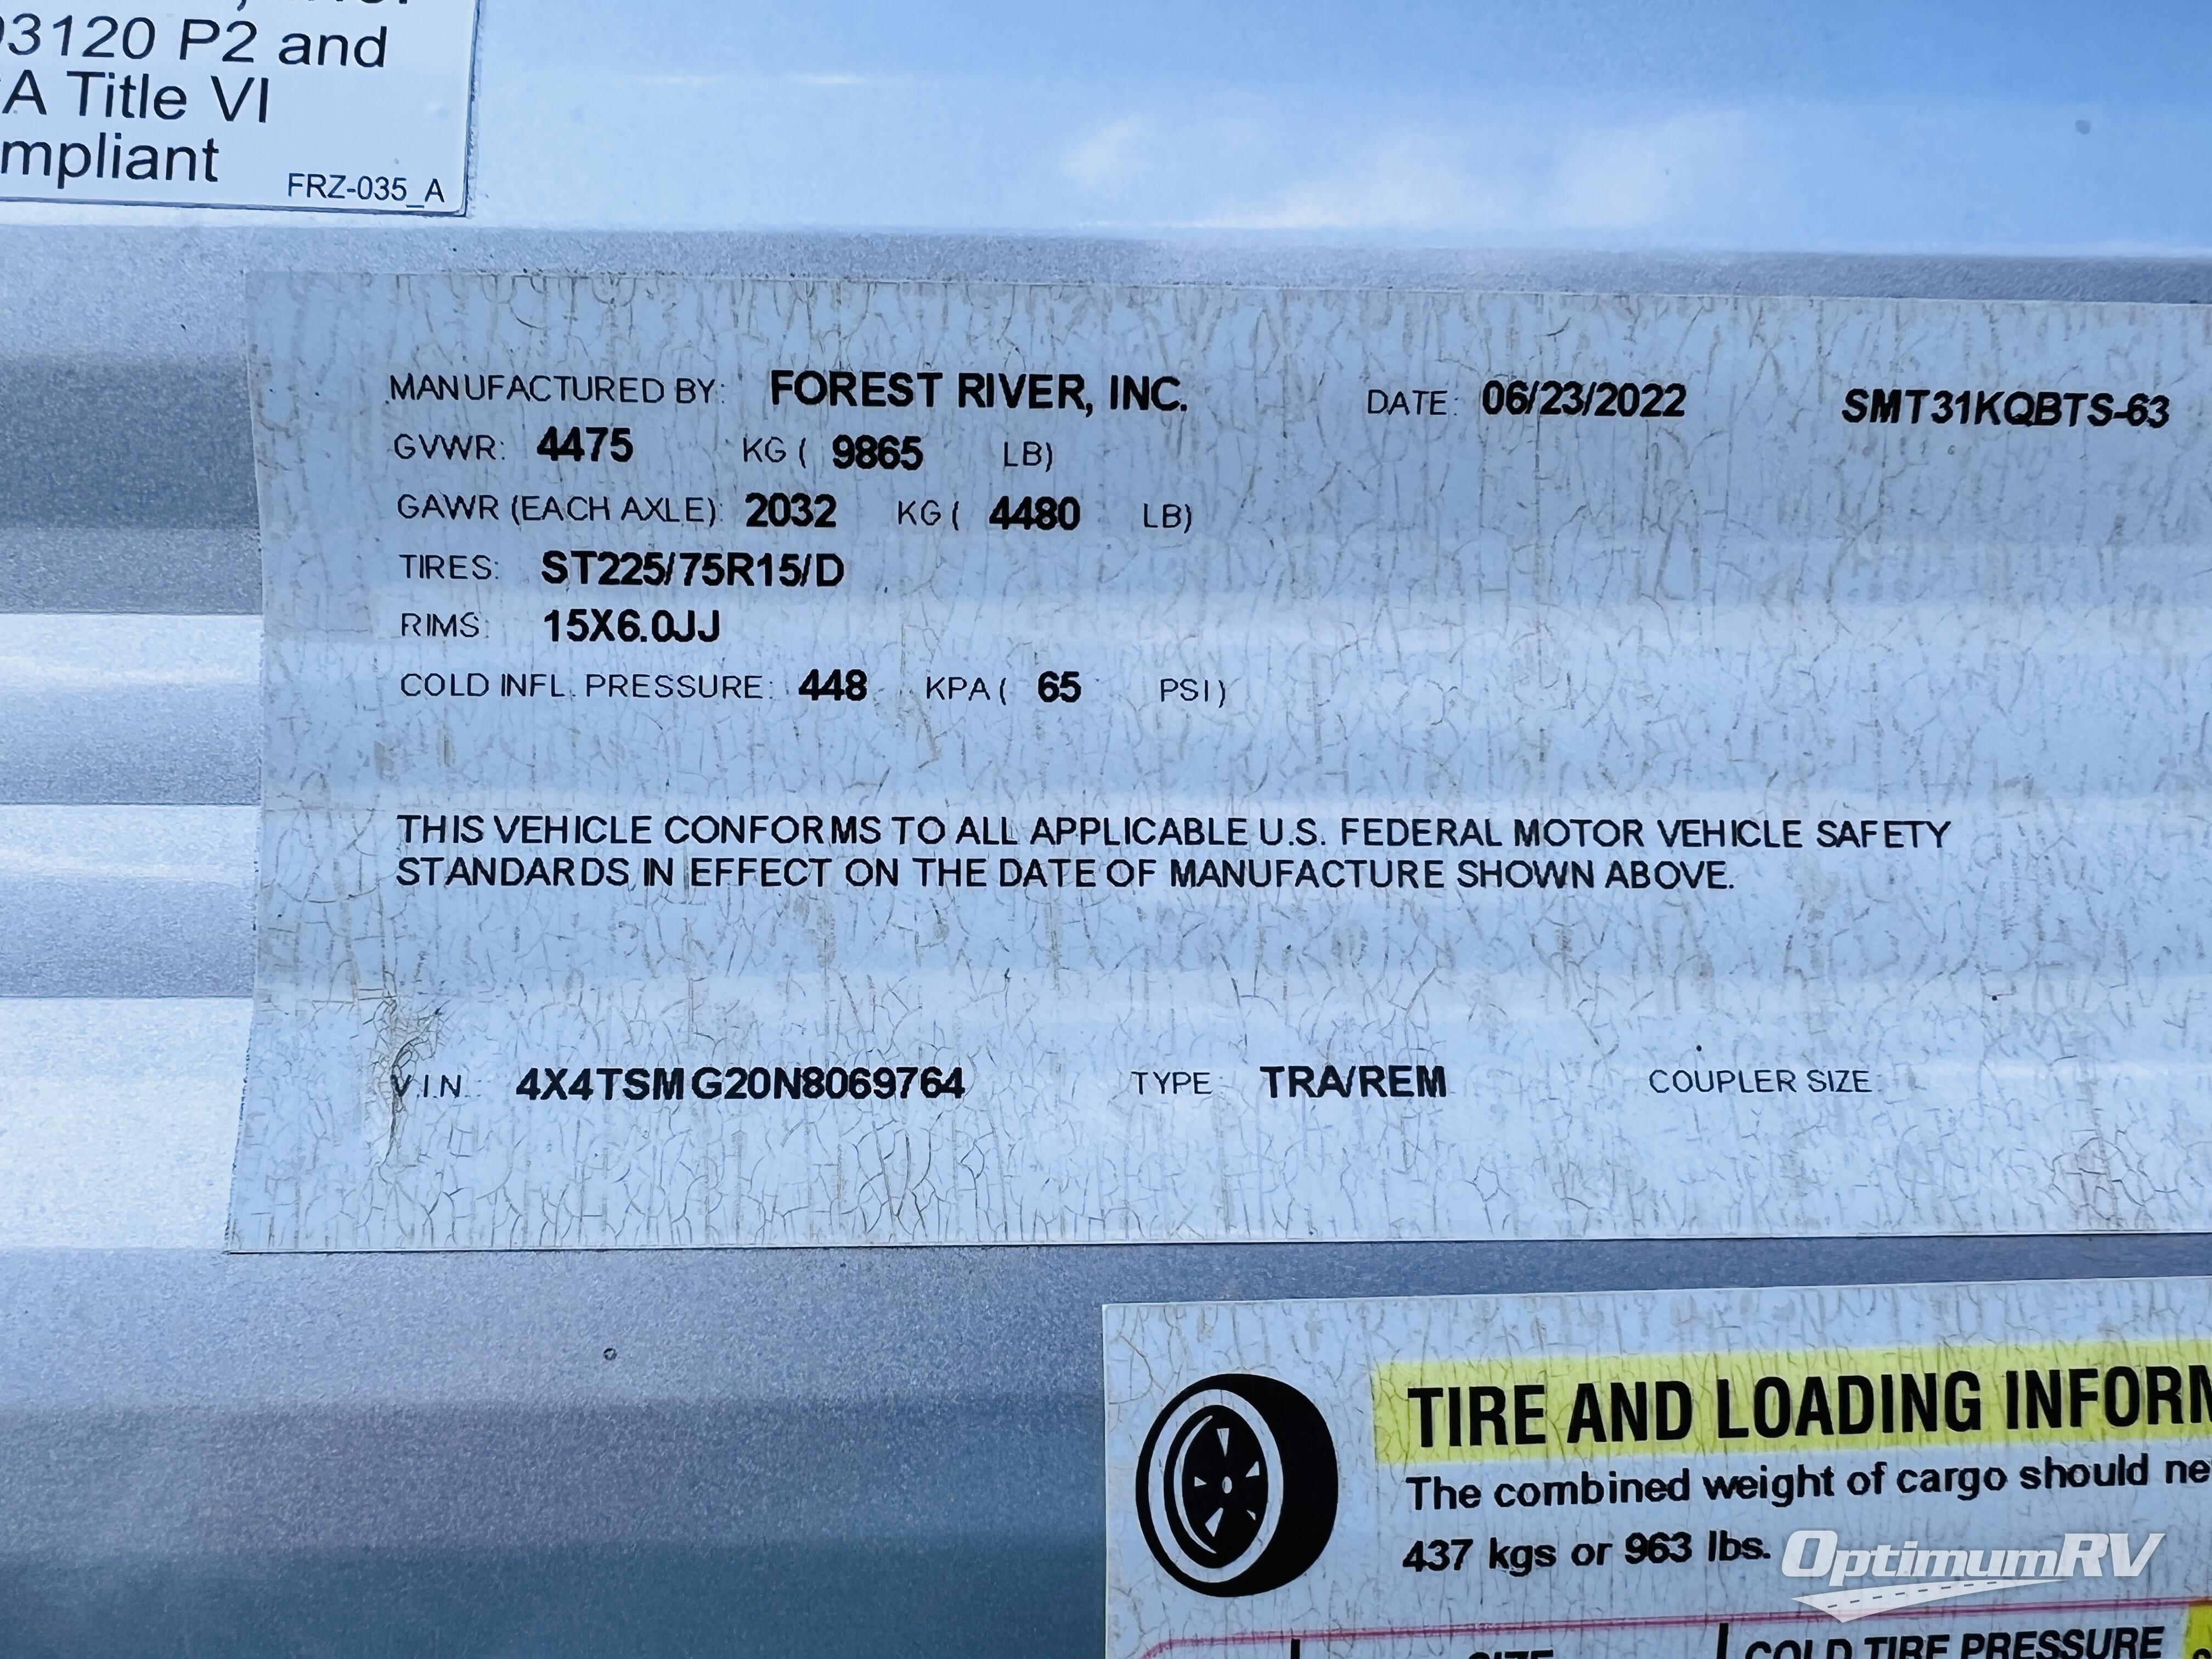 03120 P2 and
A Title VI
mpliant
FRZ-035_A
MANUFACTURED BY: FOREST RIVER, INC. DATE: 06/23/2022 SMT31KQBTS-63
GVWR: 4475 KG ( 9865 LB)
GAWR (EACH AXLE): 2032 KG ( 4480 LB)
TIRES: ST225/75R15/D
RIMS: 15X6.0JJ
COLD INFL. PRESSURE: 448 KPA ( 65 PSI)
THIS VEHICLE CONFORMS TO ALL APPLICABLE U.S. FEDERAL MOTOR VEHICLE SAFETY
STANDARDS IN EFFECT ON THE DATE OF MANUFACTURE SHOWN ABOVE.
V.I.N.: 4X4TSMG20N8069764 TYPE: TRA/REM COUPLER SIZE:
TIRE AND LOADING INFORM
The combined weight of cargo should ne
437 kgs or 963 lbs.
OptimumRV
SIZE COLD TIRE PRESSURE